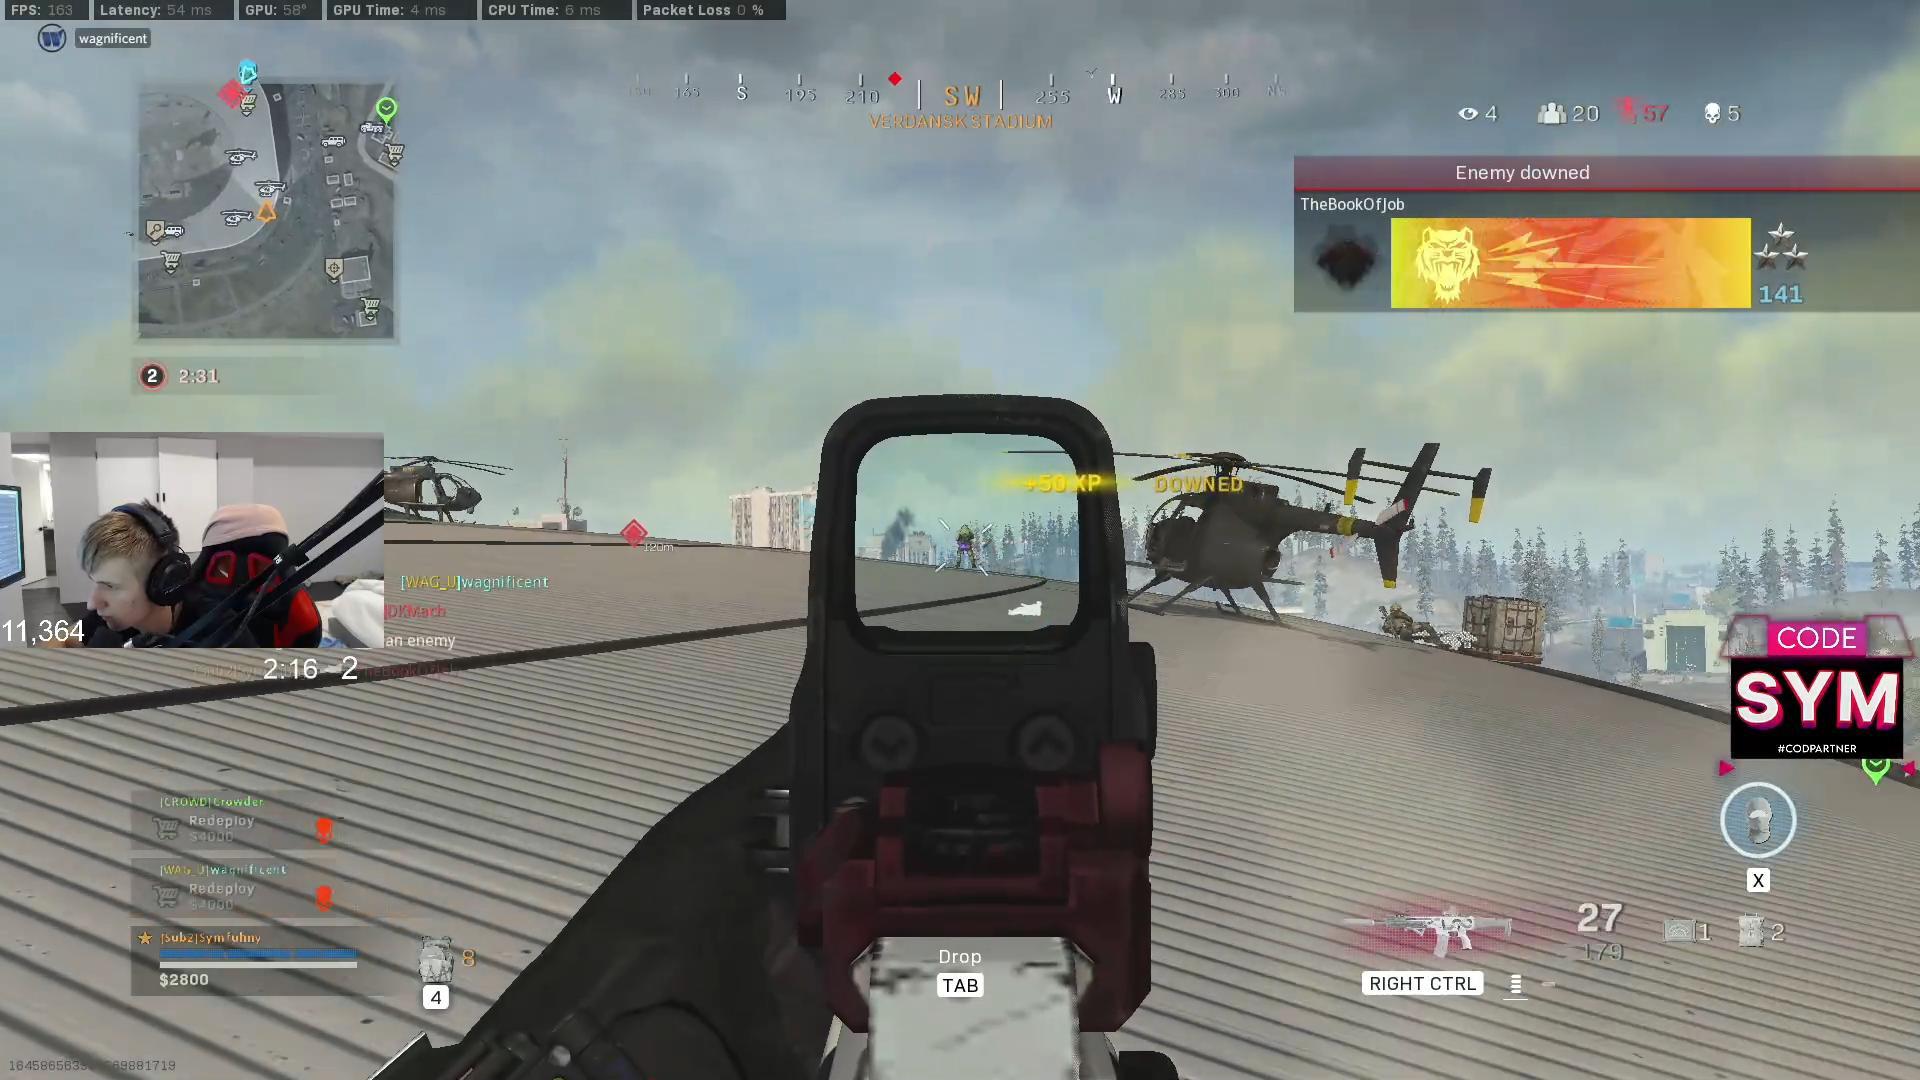 FPS: 163 Latency: 54 ms GPU: 58° GPU Time: 4 ms CPU Time: 6 ms Packet Loss 0 %
wagnificent
165 S 195 210 SW 255 W 285 300
VERDANSK STADIUM
4 20 57 5
Enemy downed
TheBookOfJob
141
2 2:31
+50 XP DOWNED
120m
[WAG_U]wagnificent
DKMach
an enemy
11,364
2:16 - 2
CODE
SYM
#CODPARTNER
[CROWD]Crowder
Redeploy
$4000
[WAG_U]wagnificent
Redeploy
$4000
[Sub2]Symfuhny
$2800
8
4
Drop
TAB
X
27
179
1 2
RIGHT CTRL